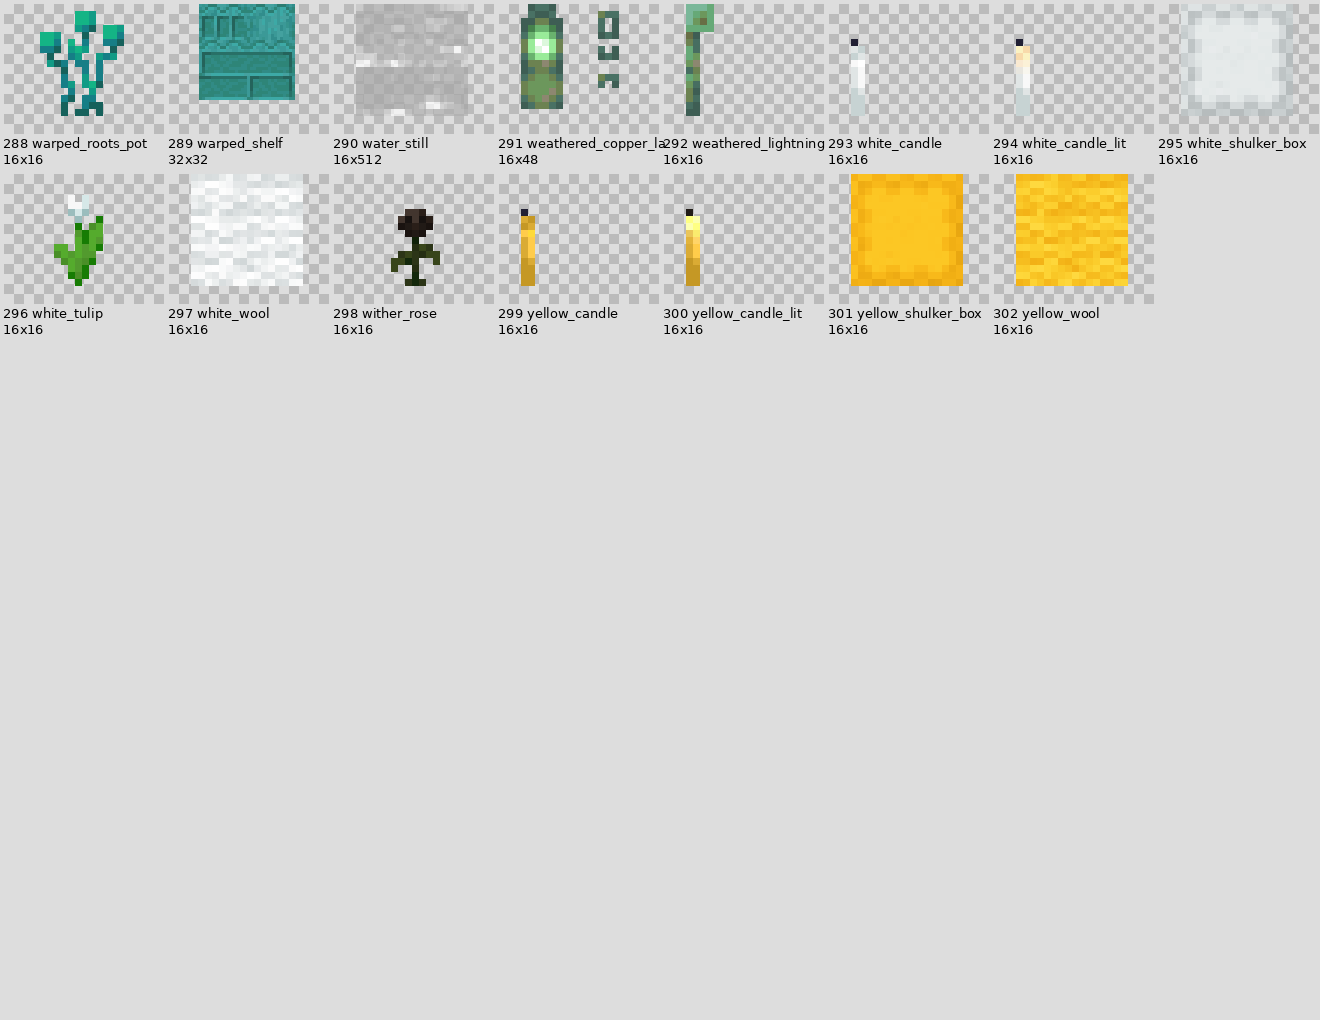 288 warped_roots_pot
16x16
289 warped_shelf
32x32
290 water_still
16x512
291 weathered_copper_la
16x48
292 weathered_lightning
16x16
293 white_candle
16x16
294 white_candle_lit
16x16
295 white_shulker_box
16x16
296 white_tulip
16x16
297 white_wool
16x16
298 wither_rose
16x16
299 yellow_candle
16x16
300 yellow_candle_lit
16x16
301 yellow_shulker_box
16x16
302 yellow_wool
16x16